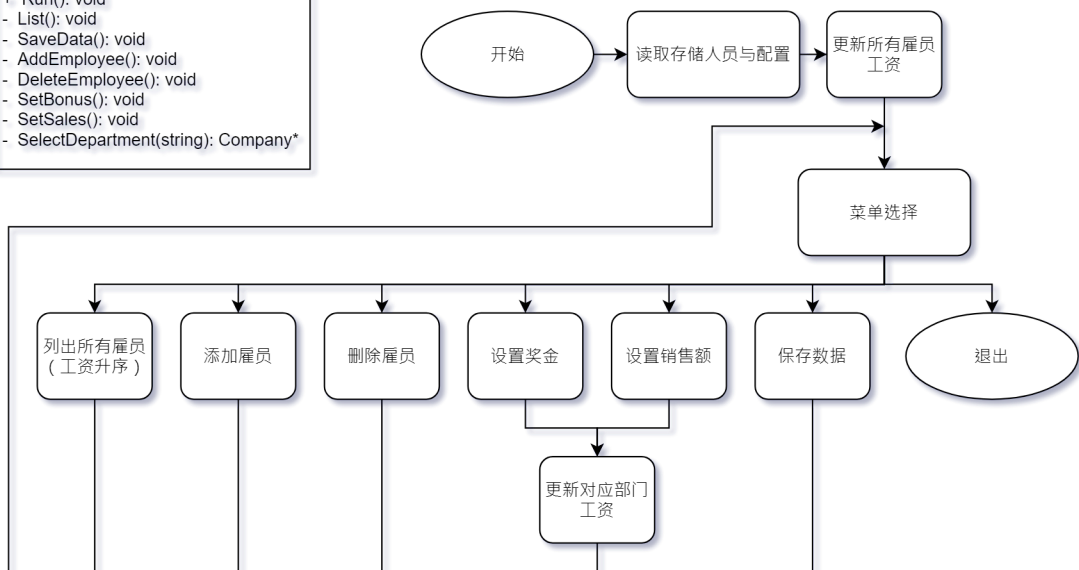 + Run(): void
- List(): void
- SaveData(): void
- AddEmployee(): void
- DeleteEmployee(): void
- SetBonus(): void
- SetSales(): void
- SelectDepartment(string): Company*
开始
读取存储人员与配置
更新所有雇员
工资
菜单选择
列出所有雇员
（工资升序）
添加雇员
删除雇员
设置奖金
设置销售额
保存数据
退出
更新对应部门
工资